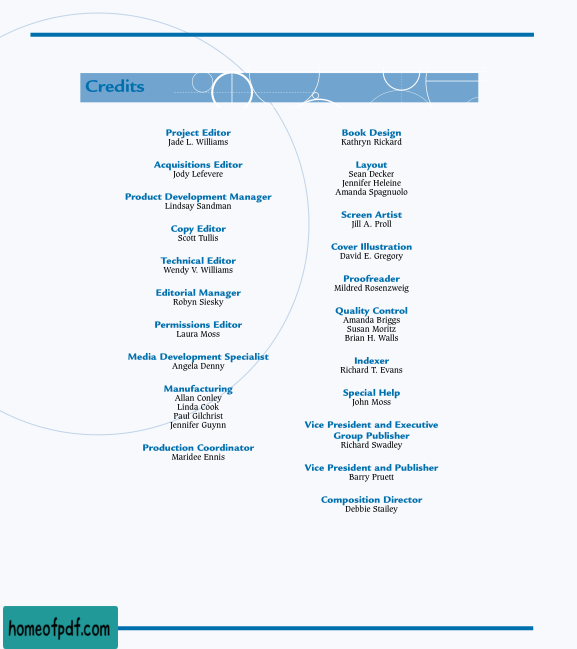 Credits
Project Editor
Jade L. Williams
Acquisitions Editor
Jody Lefevere
Product Development Manager
Lindsay Sandman
Copy Editor
Scott Tullis
Technical Editor
Wendy V. Williams
Editorial Manager
Robyn Siesky
Permissions Editor
Laura Moss
Media Development Specialist
Angela Denny
Manufacturing
Allan Conley
Linda Cook
Paul Gilchrist
Jennifer Guynn
Production Coordinator
Maridee Ennis
Book Design
Kathryn Rickard
Layout
Sean Decker
Jennifer Heleine
Amanda Spagnuolo
Screen Artist
Jill A. Proll
Cover Illustration
David E. Gregory
Proofreader
Mildred Rosenzweig
Quality Control
Amanda Briggs
Susan Moritz
Brian H. Walls
Indexer
Richard T. Evans
Special Help
John Moss
Vice President and Executive
Group Publisher
Richard Swadley
Vice President and Publisher
Barry Pruett
Composition Director
Debbie Stailey
homeofpdf.com